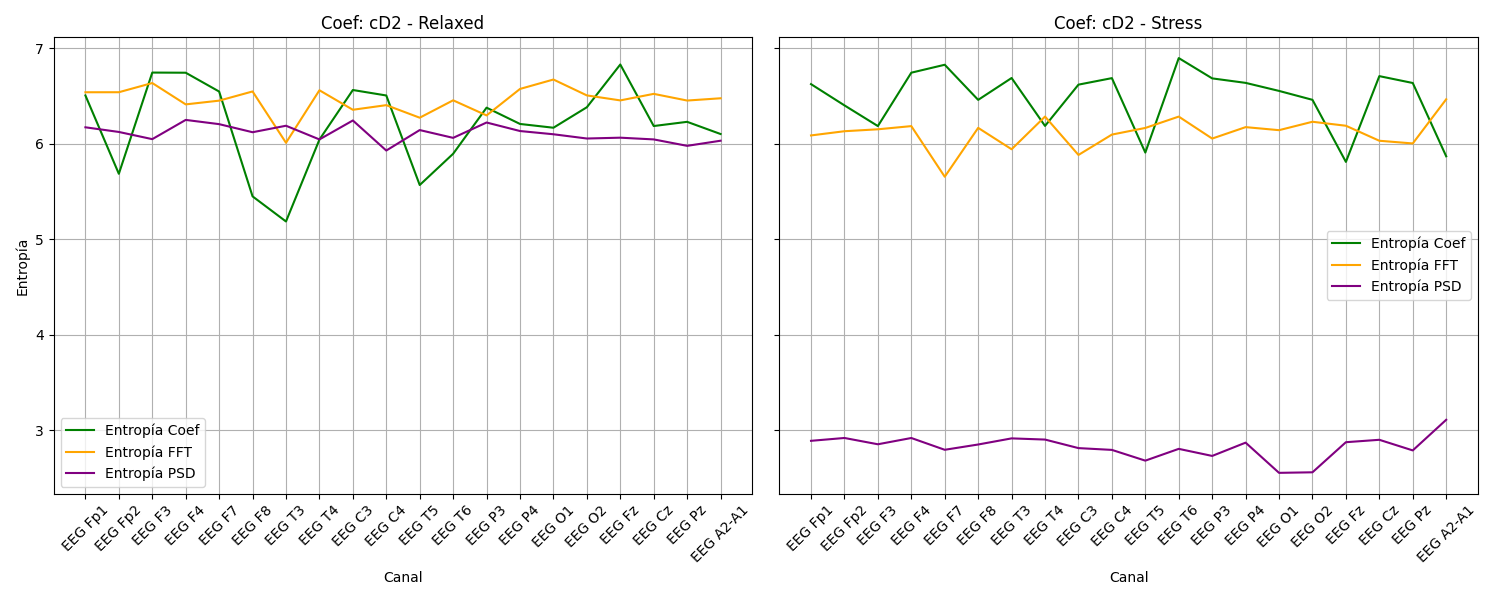 Coef: cD2 - Relaxed
Entropía
7
6
5
4
3
Entropía Coef
Entropía FFT
Entropía PSD
EEG Fp1
EEG Fp2
EEG F3
EEG F4
EEG F7
EEG F8
EEG T3
EEG T4
EEG C3
EEG C4
EEG T5
EEG T6
EEG P3
EEG P4
EEG O1
EEG O2
EEG Fz
EEG Cz
EEG Pz
EEG A2-A1
Canal
Coef: cD2 - Stress
Entropía Coef
Entropía FFT
Entropía PSD
EEG Fp1
EEG Fp2
EEG F3
EEG F4
EEG F7
EEG F8
EEG T3
EEG T4
EEG C3
EEG C4
EEG T5
EEG T6
EEG P3
EEG P4
EEG O1
EEG O2
EEG Fz
EEG Cz
EEG Pz
EEG A2-A1
Canal